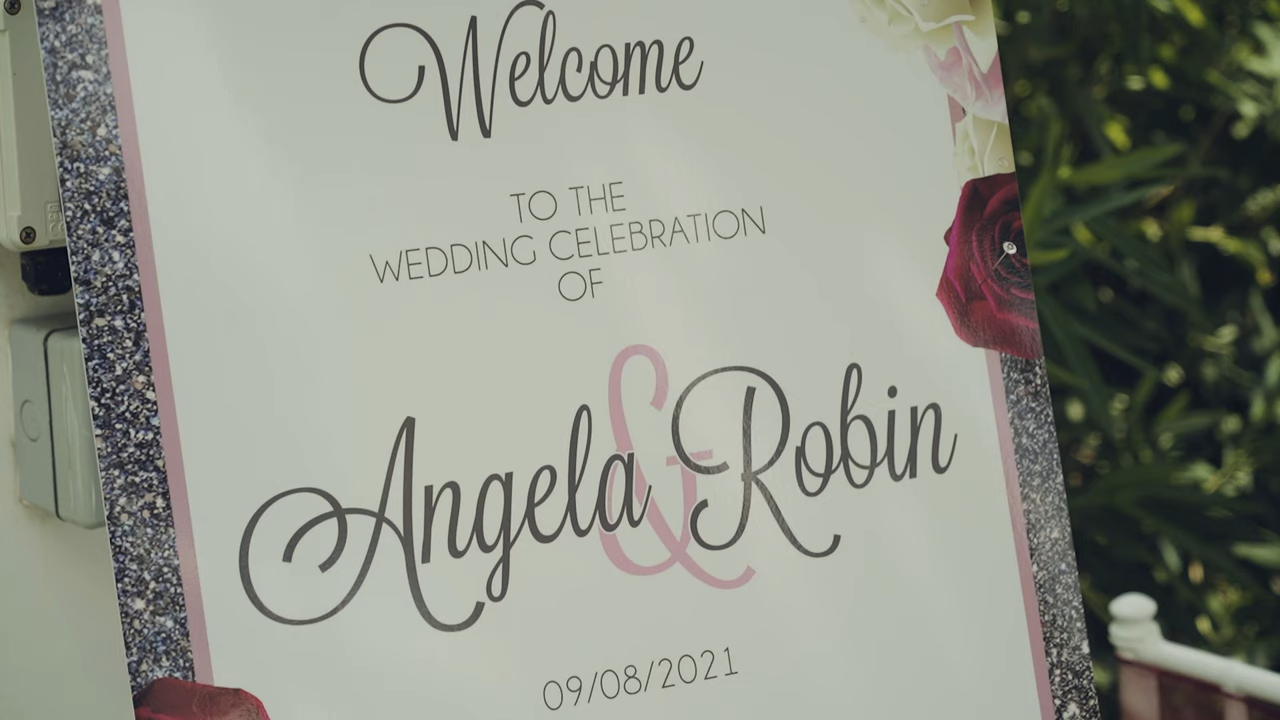 Welcome
TO THE
WEDDING CELEBRATION
OF
Angela & Robin
09/08/2021